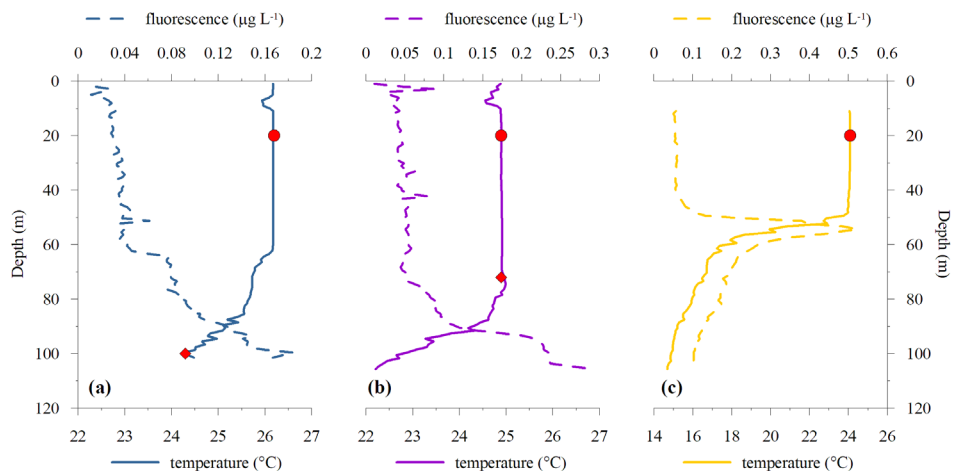 fluorescence (µg L⁻¹) fluorescence (µg L⁻¹) fluorescence (µg L⁻¹)
0 0.04 0.08 0.12 0.16 0.2 0 0.05 0.1 0.15 0.2 0.25 0.3 0 0.1 0.2 0.3 0.4 0.5 0.6
0 0
20 20
40 40
60 60
80 80
100 100
120 120
Depth (m) Depth (m)
(a) (b) (c)
22 23 24 25 26 27 22 23 24 25 26 27 14 16 18 20 22 24 26
temperature (°C) temperature (°C) temperature (°C)